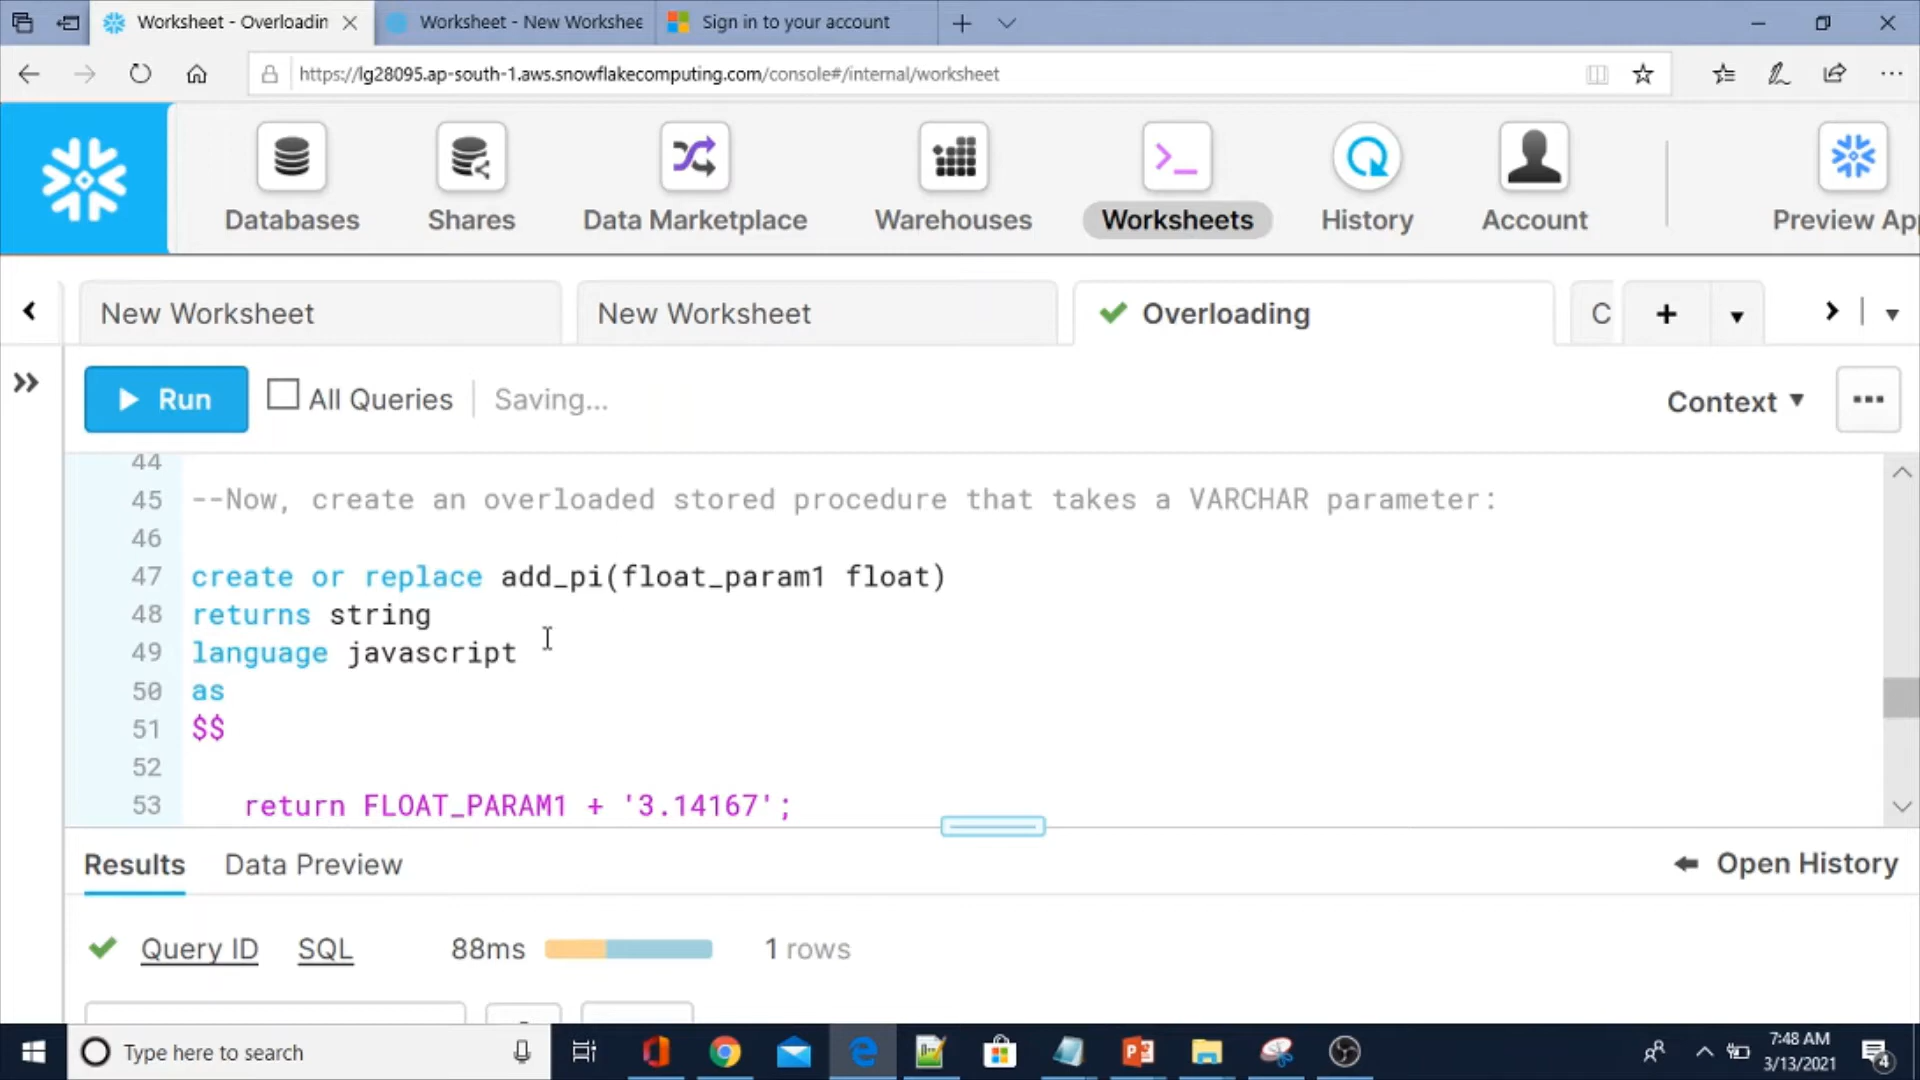 Worksheet - Overloadin
Worksheet - New Workshee
Sign in to your account
https://lg28095.ap-south-1.aws.snowflakecomputing.com/console#/internal/worksheet
Databases
Shares
Data Marketplace
Warehouses
Worksheets
History
Account
Preview Ap
New Worksheet
New Worksheet
Overloading
C
Run
All Queries
Saving...
Context
44
45 --Now, create an overloaded stored procedure that takes a VARCHAR parameter:
46
47 create or replace add_pi(float_param1 float)
48 returns string
49 language javascript
50 as
51 $$
52
53 return FLOAT_PARAM1 + '3.14167';
Results
Data Preview
Open History
Query ID
SQL
88ms
1 rows
Type here to search
7:48 AM
3/13/2021
4